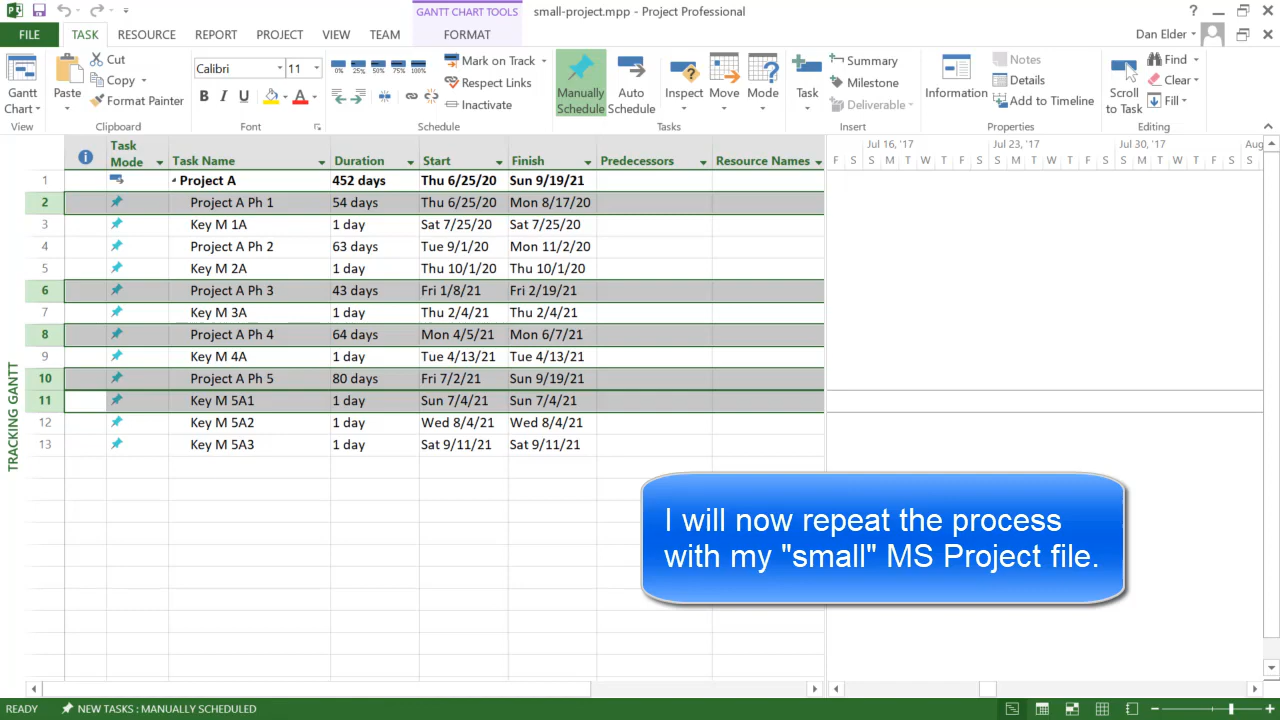 GANTT CHART TOOLS
small-project.mpp - Project Professional
FILE TASK RESOURCE REPORT PROJECT VIEW TEAM FORMAT Dan Elder
Gantt Chart
Paste
Cut
Copy
Format Painter
Calibri 11
B I U A
0% 25% 50% 75% 100%
Mark on Track
Respect Links
Inactivate
Manually Schedule
Auto Schedule
Inspect
Move
Mode
Task
Summary
Milestone
Deliverable
Information
Notes
Details
Add to Timeline
Scroll to Task
Find
Clear
Fill
View Clipboard Font Schedule Tasks Insert Properties Editing
Task Mode Task Name Duration Start Finish Predecessors Resource Names
Jul 16, '17 Jul 23, '17 Jul 30, '17 Aug
F S S M T W T F S S M T W T F S S M T W T F S S M
1 Project A 452 days Thu 6/25/20 Sun 9/19/21
2 Project A Ph 1 54 days Thu 6/25/20 Mon 8/17/20
3 Key M 1A 1 day Sat 7/25/20 Sat 7/25/20
4 Project A Ph 2 63 days Tue 9/1/20 Mon 11/2/20
5 Key M 2A 1 day Thu 10/1/20 Thu 10/1/20
6 Project A Ph 3 43 days Fri 1/8/21 Fri 2/19/21
7 Key M 3A 1 day Thu 2/4/21 Thu 2/4/21
8 Project A Ph 4 64 days Mon 4/5/21 Mon 6/7/21
9 Key M 4A 1 day Tue 4/13/21 Tue 4/13/21
10 Project A Ph 5 80 days Fri 7/2/21 Sun 9/19/21
11 Key M 5A1 1 day Sun 7/4/21 Sun 7/4/21
12 Key M 5A2 1 day Wed 8/4/21 Wed 8/4/21
13 Key M 5A3 1 day Sat 9/11/21 Sat 9/11/21
TRACKING GANTT
I will now repeat the process
with my "small" MS Project file.
READY NEW TASKS : MANUALLY SCHEDULED